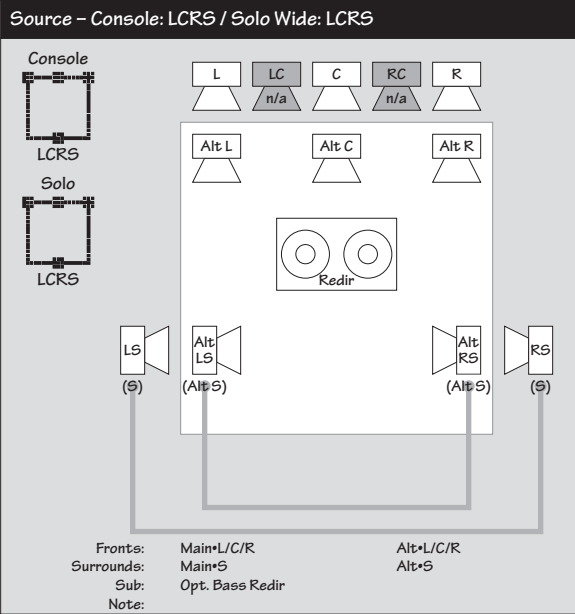 Source – Console: LCRS / Solo Wide: LCRS
Console
LCRS
Solo
LCRS
L
LC
C
RC
R
n/a
n/a
Alt L
Alt C
Alt R
Redir
LS
Alt
LS
Alt
RS
RS
(S)
(Alt S)
(Alt S)
(S)
Fronts: Main•L/C/R Alt•L/C/R
Surrounds: Main•S Alt•S
Sub: Opt. Bass Redir
Note: